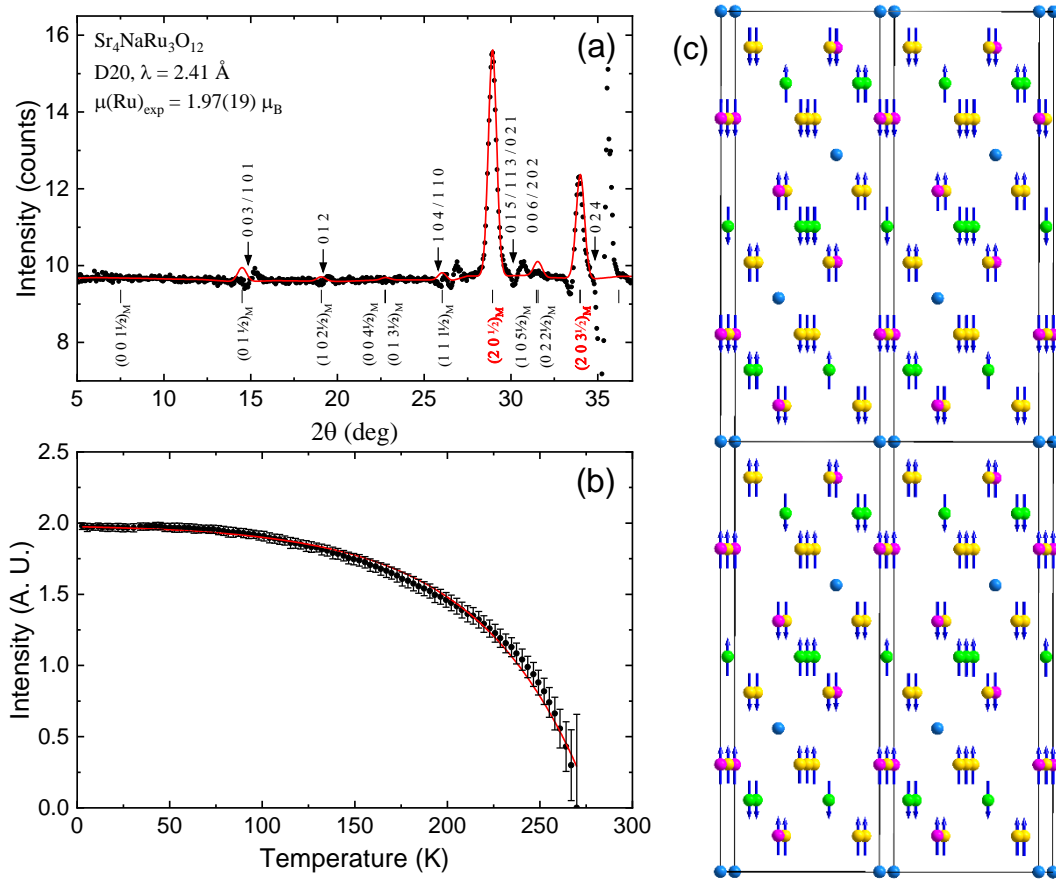 (a)
Sr₄NaRu₃O₁₂
D20, λ = 2.41 Å
μ(Ru)exp = 1.97(19) μB
Intensity (counts)
16
14
12
10
8
0 0 3 / 1 0 1
0 1 2
1 0 4 / 1 1 0
0 1 5 / 1 1 3 / 0 2 1
0 0 6 / 2 0 2
0 2 4
(0 0 1½)M
(0 1 ½)M
(1 0 2½)M
(0 0 4½)M
(0 1 3½)M
(1 1 1½)M
(2 0 ½)M
(1 0 5½)M
(0 2 2½)M
(2 0 3½)M
5 10 15 20 25 30 35
2θ (deg)
(b)
Intensity (A. U.)
2.5
2.0
1.5
1.0
0.5
0.0
0 50 100 150 200 250 300
Temperature (K)
(c)